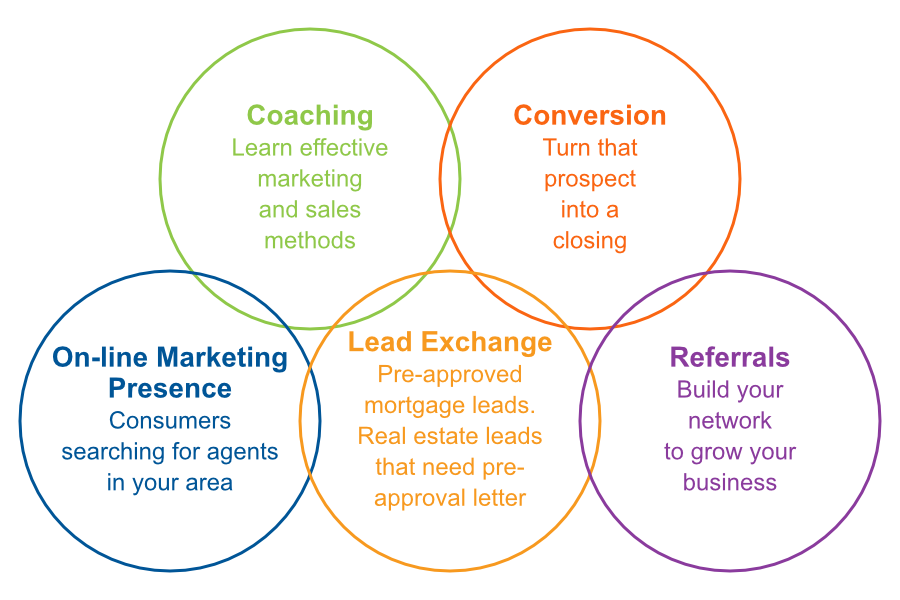 Coaching
Learn effective
marketing
and sales
methods
Conversion
Turn that
prospect
into a
closing
On-line Marketing
Presence
Consumers
searching for agents
in your area
Lead Exchange
Pre-approved
mortgage leads.
Real estate leads
that need pre-
approval letter
Referrals
Build your
network
to grow your
business